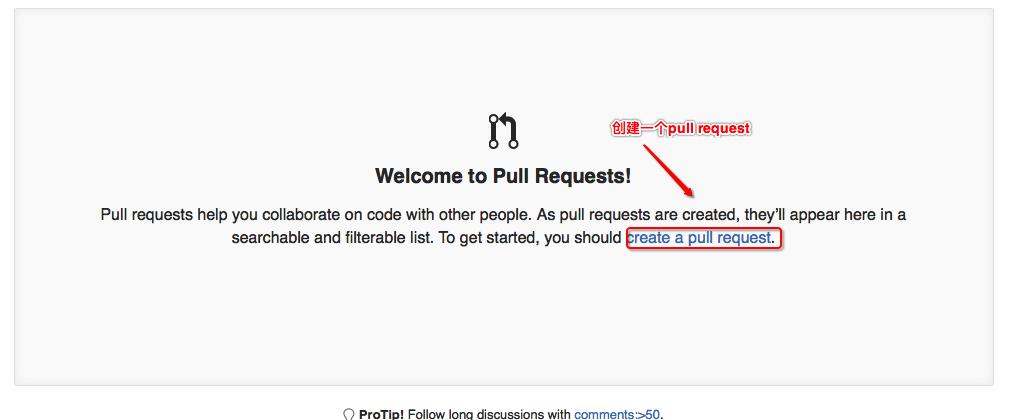 创建一个pull request
Welcome to Pull Requests!
Pull requests help you collaborate on code with other people. As pull requests are created, they’ll appear here in a
searchable and filterable list. To get started, you should create a pull request.
ProTip! Follow long discussions with comments:>50.